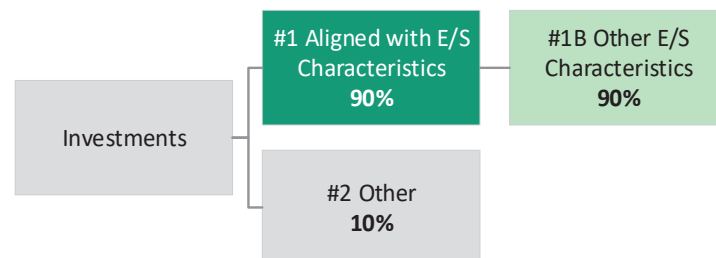 Investments
#1 Aligned with E/S
Characteristics
90%
#1B Other E/S
Characteristics
90%
#2 Other
10%